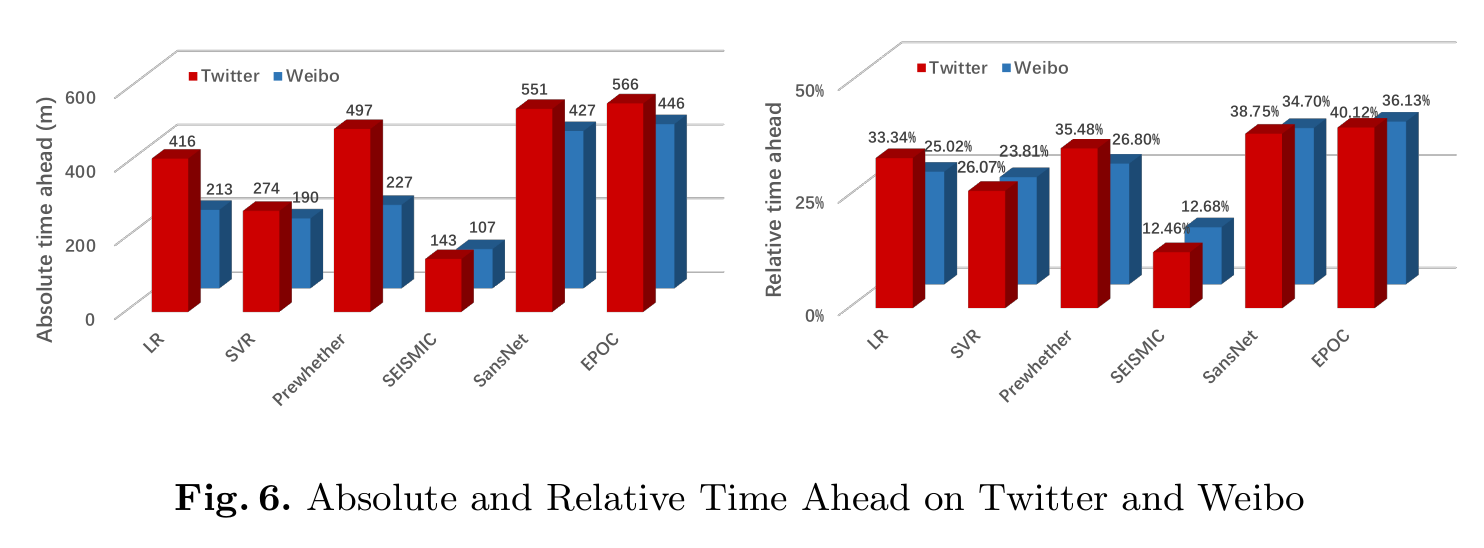 Twitter Weibo
Absolute time ahead (m)
600
400
200
0
416
213
274
190
497
227
143
107
551
427
566
446
LR
SVR
Prewhether
SEISMIC
SansNet
EPOC
Twitter Weibo
Relative time ahead
50%
25%
0%
33.34%
25.02%
26.07%
23.81%
35.48%
26.80%
12.46%
12.68%
38.75%
34.70%
40.12%
36.13%
LR
SVR
Prewhether
SEISMIC
SansNet
EPOC
Fig. 6. Absolute and Relative Time Ahead on Twitter and Weibo